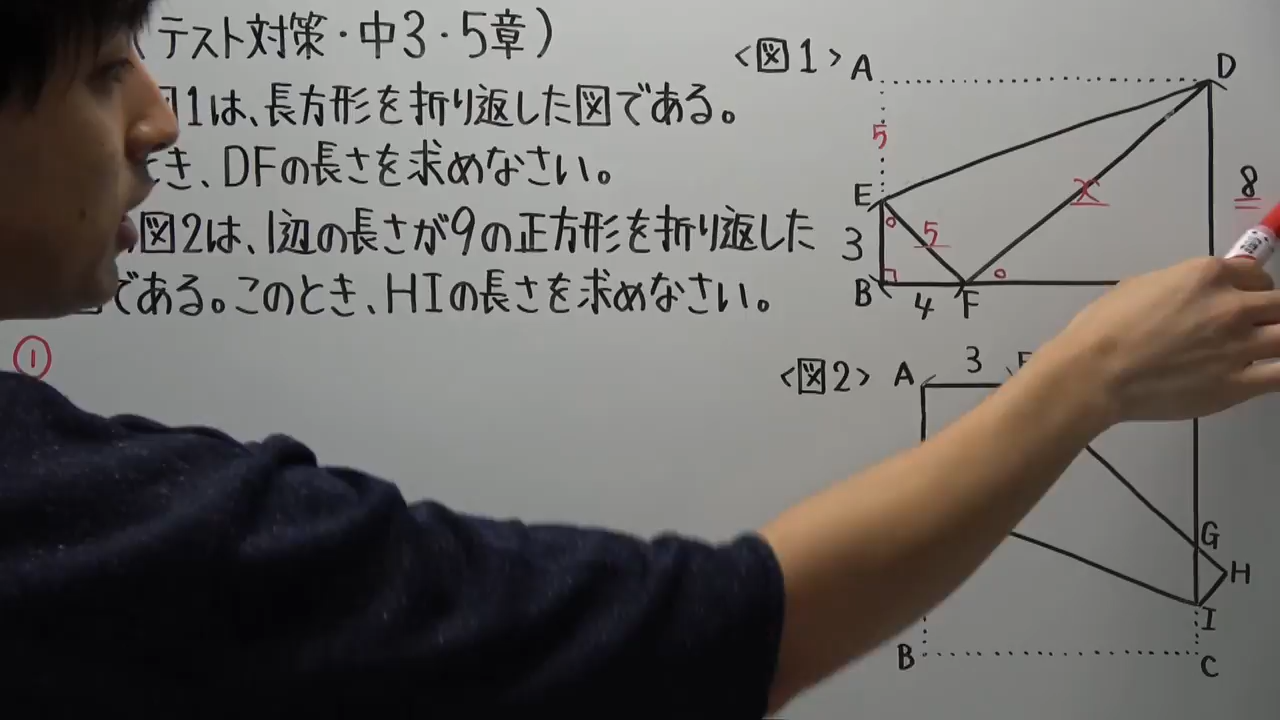 (テスト対策・中3・5章)
1は、長方形を折り返した図である。
き、DFの長さを求めなさい。
図2は、1辺の長さが9の正方形を折り返した
である。このとき、HIの長さを求めなさい。
①
<図1>
A
D
5
E
x
8
5
3
B
4
F
<図2>
A
3
G
H
I
B
C